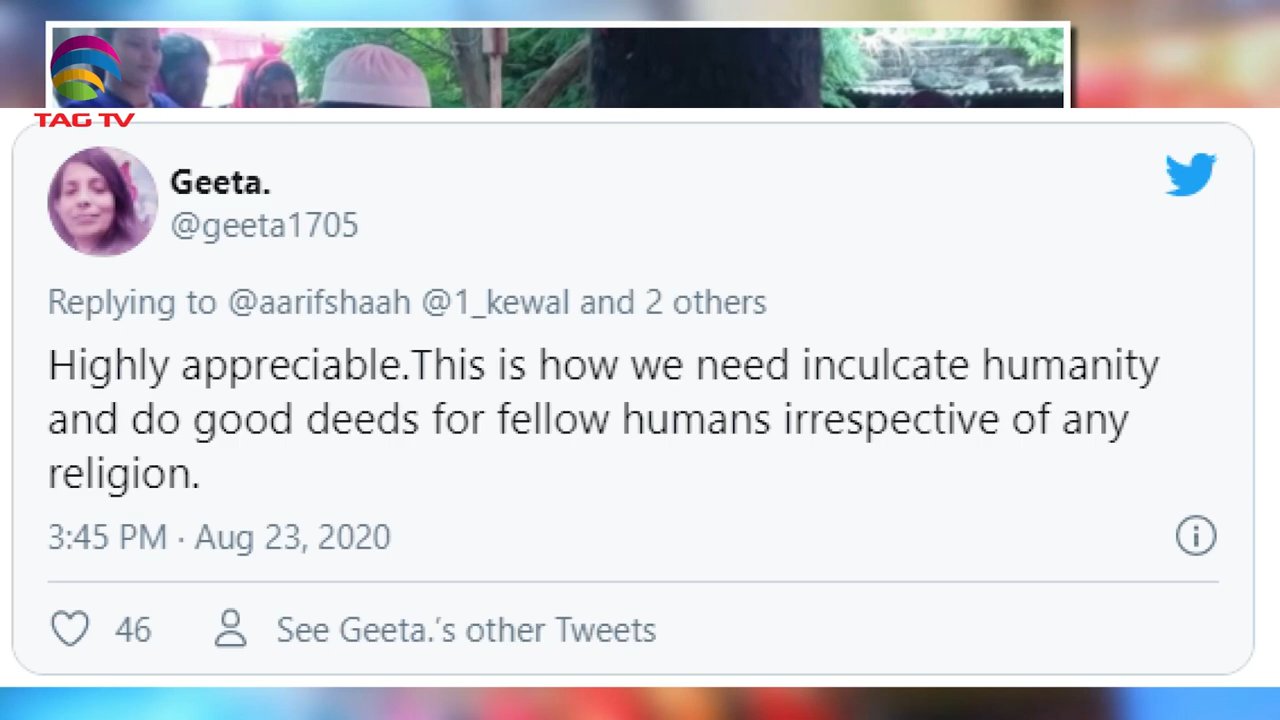 TAG TV
Geeta.
@geeta1705
Replying to @aarifshaah @1_kewal and 2 others
Highly appreciable.This is how we need inculcate humanity
and do good deeds for fellow humans irrespective of any
religion.
3:45 PM · Aug 23, 2020
46
See Geeta.'s other Tweets